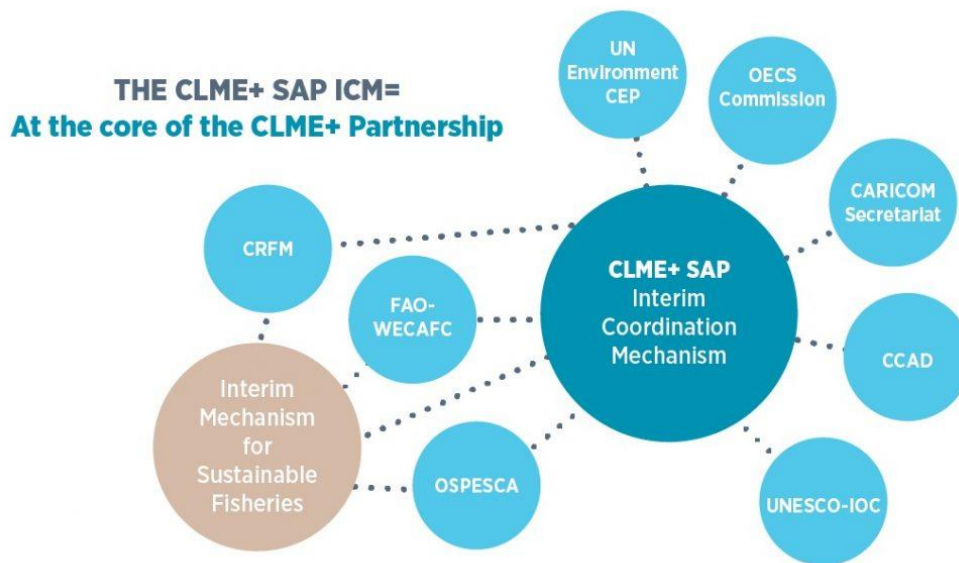 THE CLME+ SAP ICM=
At the core of the CLME+ Partnership
UN
Environment
CEP
OECS
Commission
CARICOM
Secretariat
CRFM
FAO-
WECAFC
CLME+ SAP
Interim
Coordination
Mechanism
CCAD
Interim
Mechanism
for
Sustainable
Fisheries
OSPESCA
UNESCO-IOC